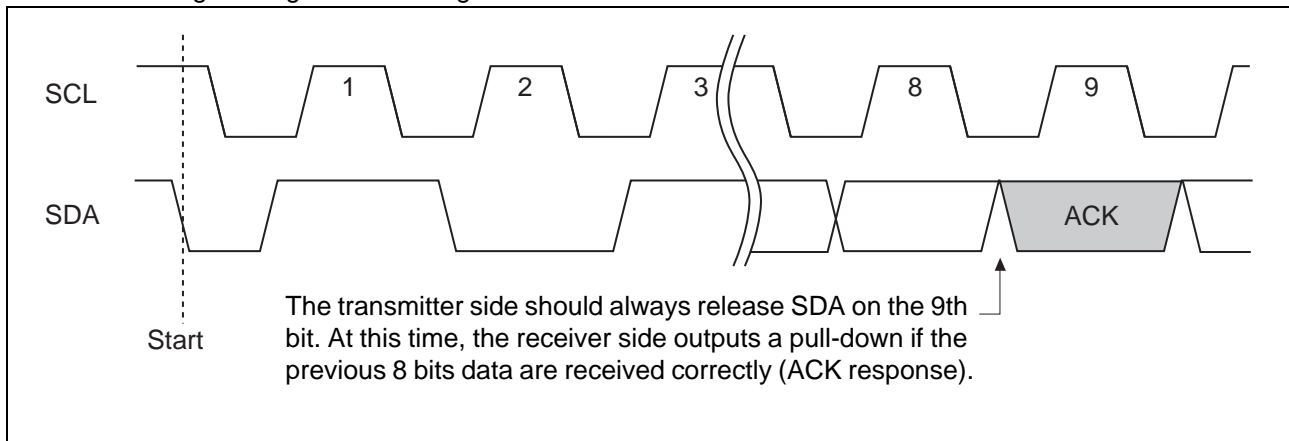 SCL
1
2
3
8
9
SDA
ACK
Start
The transmitter side should always release SDA on the 9th
bit. At this time, the receiver side outputs a pull-down if the
previous 8 bits data are received correctly (ACK response).